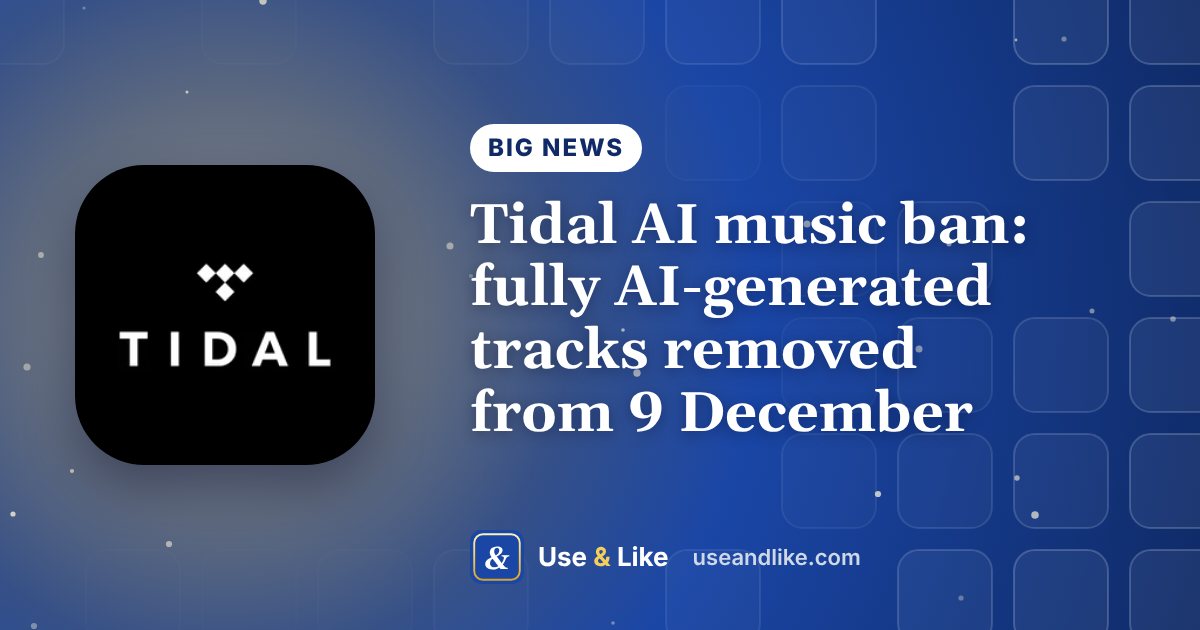 TIDAL
BIG NEWS
Tidal AI music ban:
fully AI-generated
tracks removed
from 9 December
& Use & Like useandlike.com